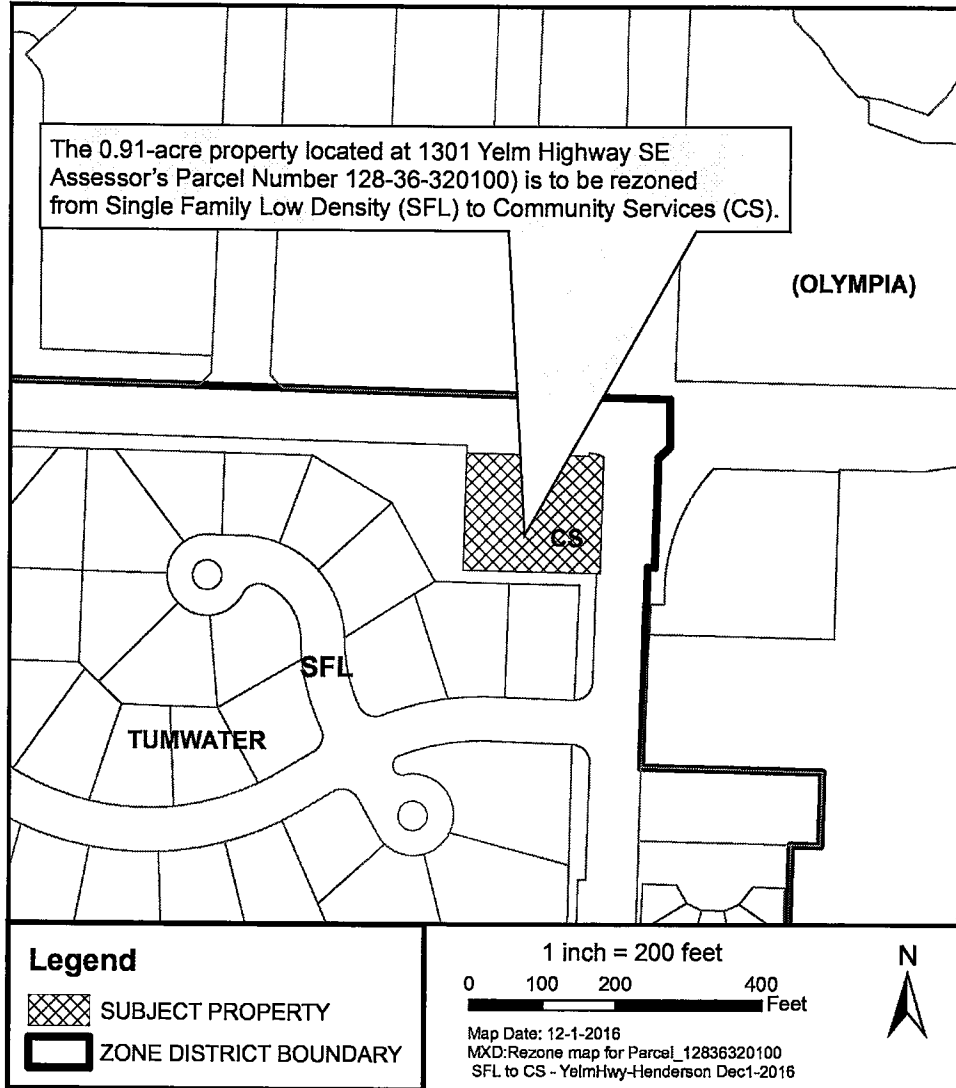 The 0.91-acre property located at 1301 Yelm Highway SE
Assessor's Parcel Number 128-36-320100) is to be rezoned
from Single Family Low Density (SFL) to Community Services (CS).
(OLYMPIA)
CS
SFL
TUMWATER
Legend
SUBJECT PROPERTY
ZONE DISTRICT BOUNDARY
1 inch = 200 feet
0 100 200 400
Feet
Map Date: 12-1-2016
MXD:Rezone map for Parcel_12836320100
SFL to CS - YelmHwy-Henderson Dec1-2016
N